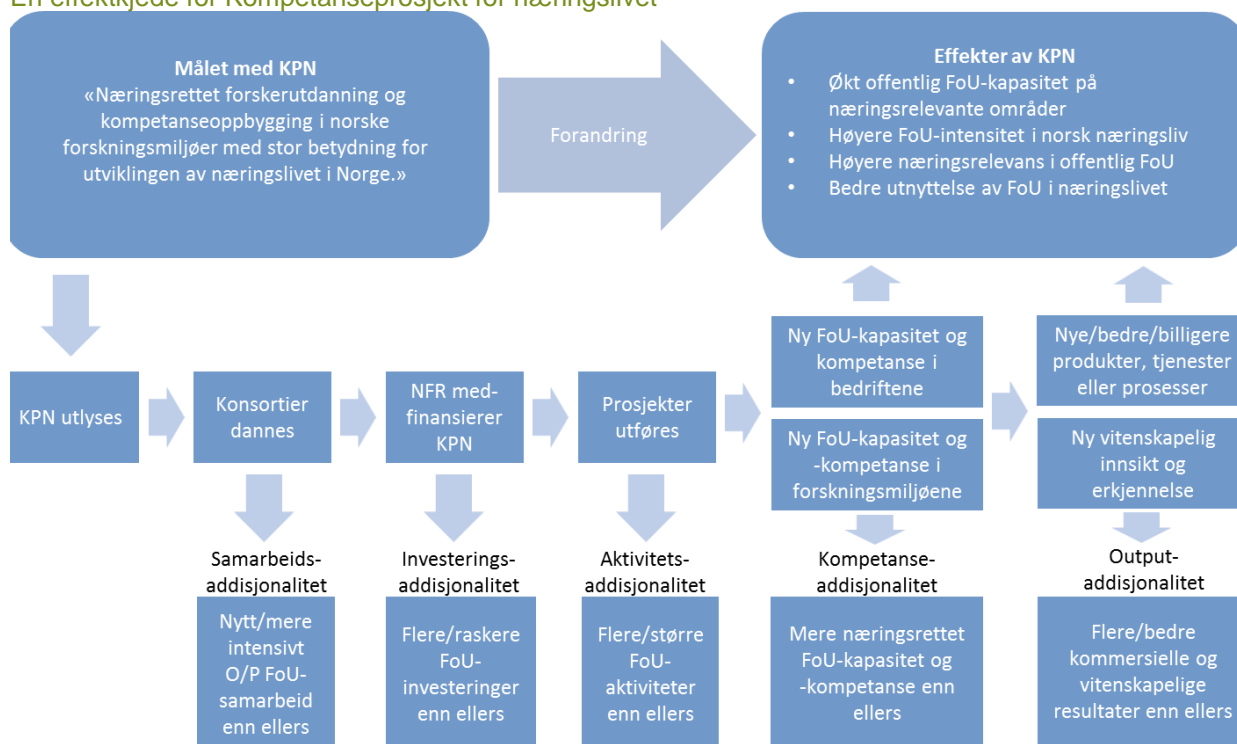 En effektkjede for Kompetanseprosjekt for næringslivet
Målet med KPN
«Næringsrettet forskerutdanning og
kompetanseoppbygging i norske
forskningsmiljøer med stor betydning for
utviklingen av næringslivet i Norge.»
Forandring
Effekter av KPN
• Økt offentlig FoU-kapasitet på
næringsrelevante områder
• Høyere FoU-intensitet i norsk næringsliv
• Høyere næringsrelevans i offentlig FoU
• Bedre utnyttelse av FoU i næringslivet
KPN utlyses
Konsortier
dannes
NFR med-
finansierer
KPN
Prosjekter
utføres
Ny FoU-kapasitet og
kompetanse i
bedriftene
Ny FoU-kapasitet og
-kompetanse i
forskningsmiljøene
Nye/bedre/billigere
produkter, tjenester
eller prosesser
Ny vitenskapelig
innsikt og
erkjennelse
Samarbeids-
addisjonalitet
Nytt/mere
intensivt
O/P FoU-
samarbeid
enn ellers
Investerings-
addisjonalitet
Flere/raskere
FoU-
investeringer
enn ellers
Aktivitets-
addisjonalitet
Flere/større
FoU-
aktiviteter
enn ellers
Kompetanse-
addisjonalitet
Mere næringsrettet
FoU-kapasitet og
-kompetanse enn
ellers
Output-
addisjonalitet
Flere/bedre
kommersielle og
vitenskapelige
resultater enn ellers